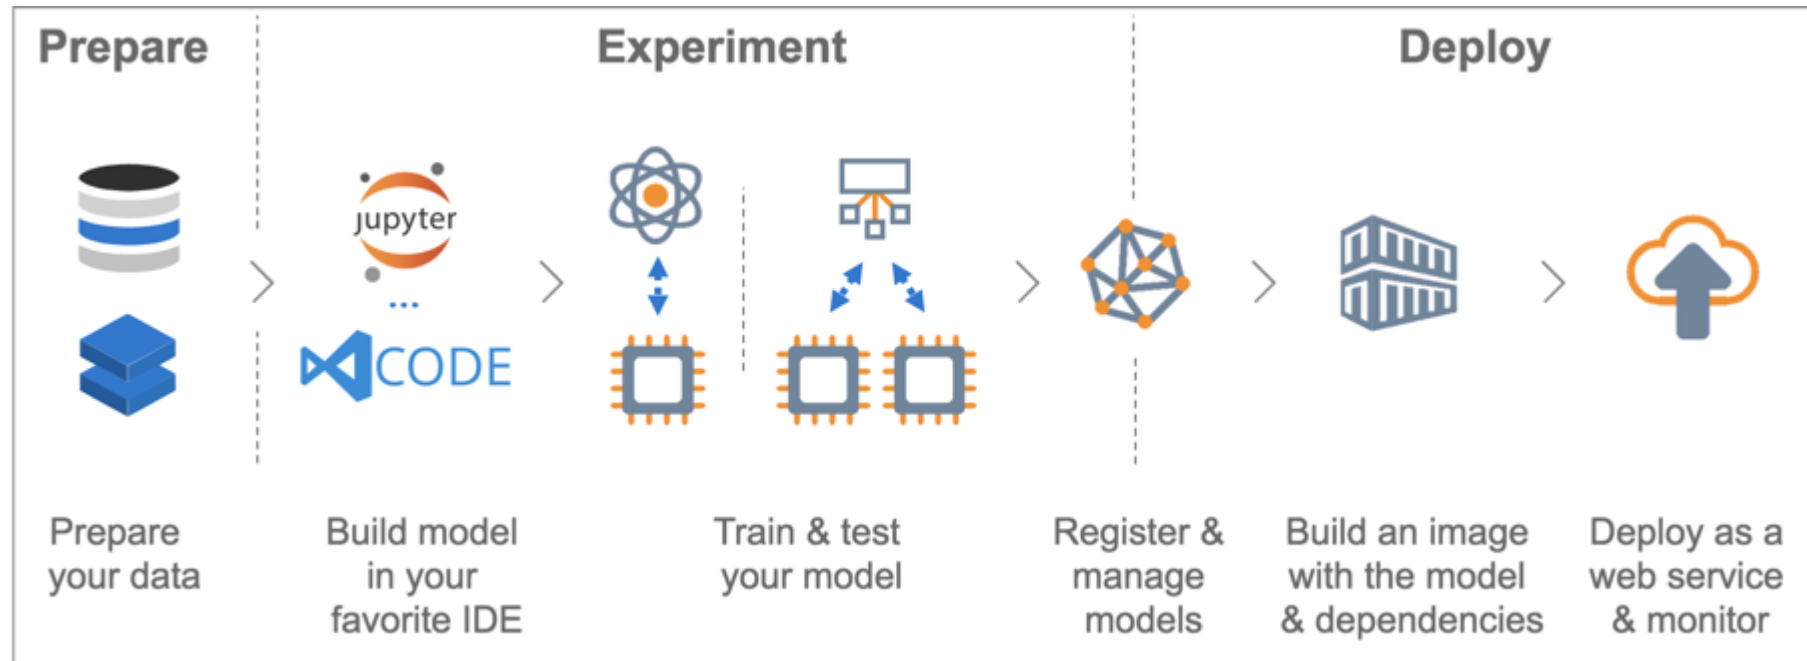 Prepare
Experiment
Deploy
jupyter
...
CODE
Prepare
your data
Build model
in your
favorite IDE
Train & test
your model
Register &
manage
models
Build an image
with the model
& dependencies
Deploy as a
web service
& monitor